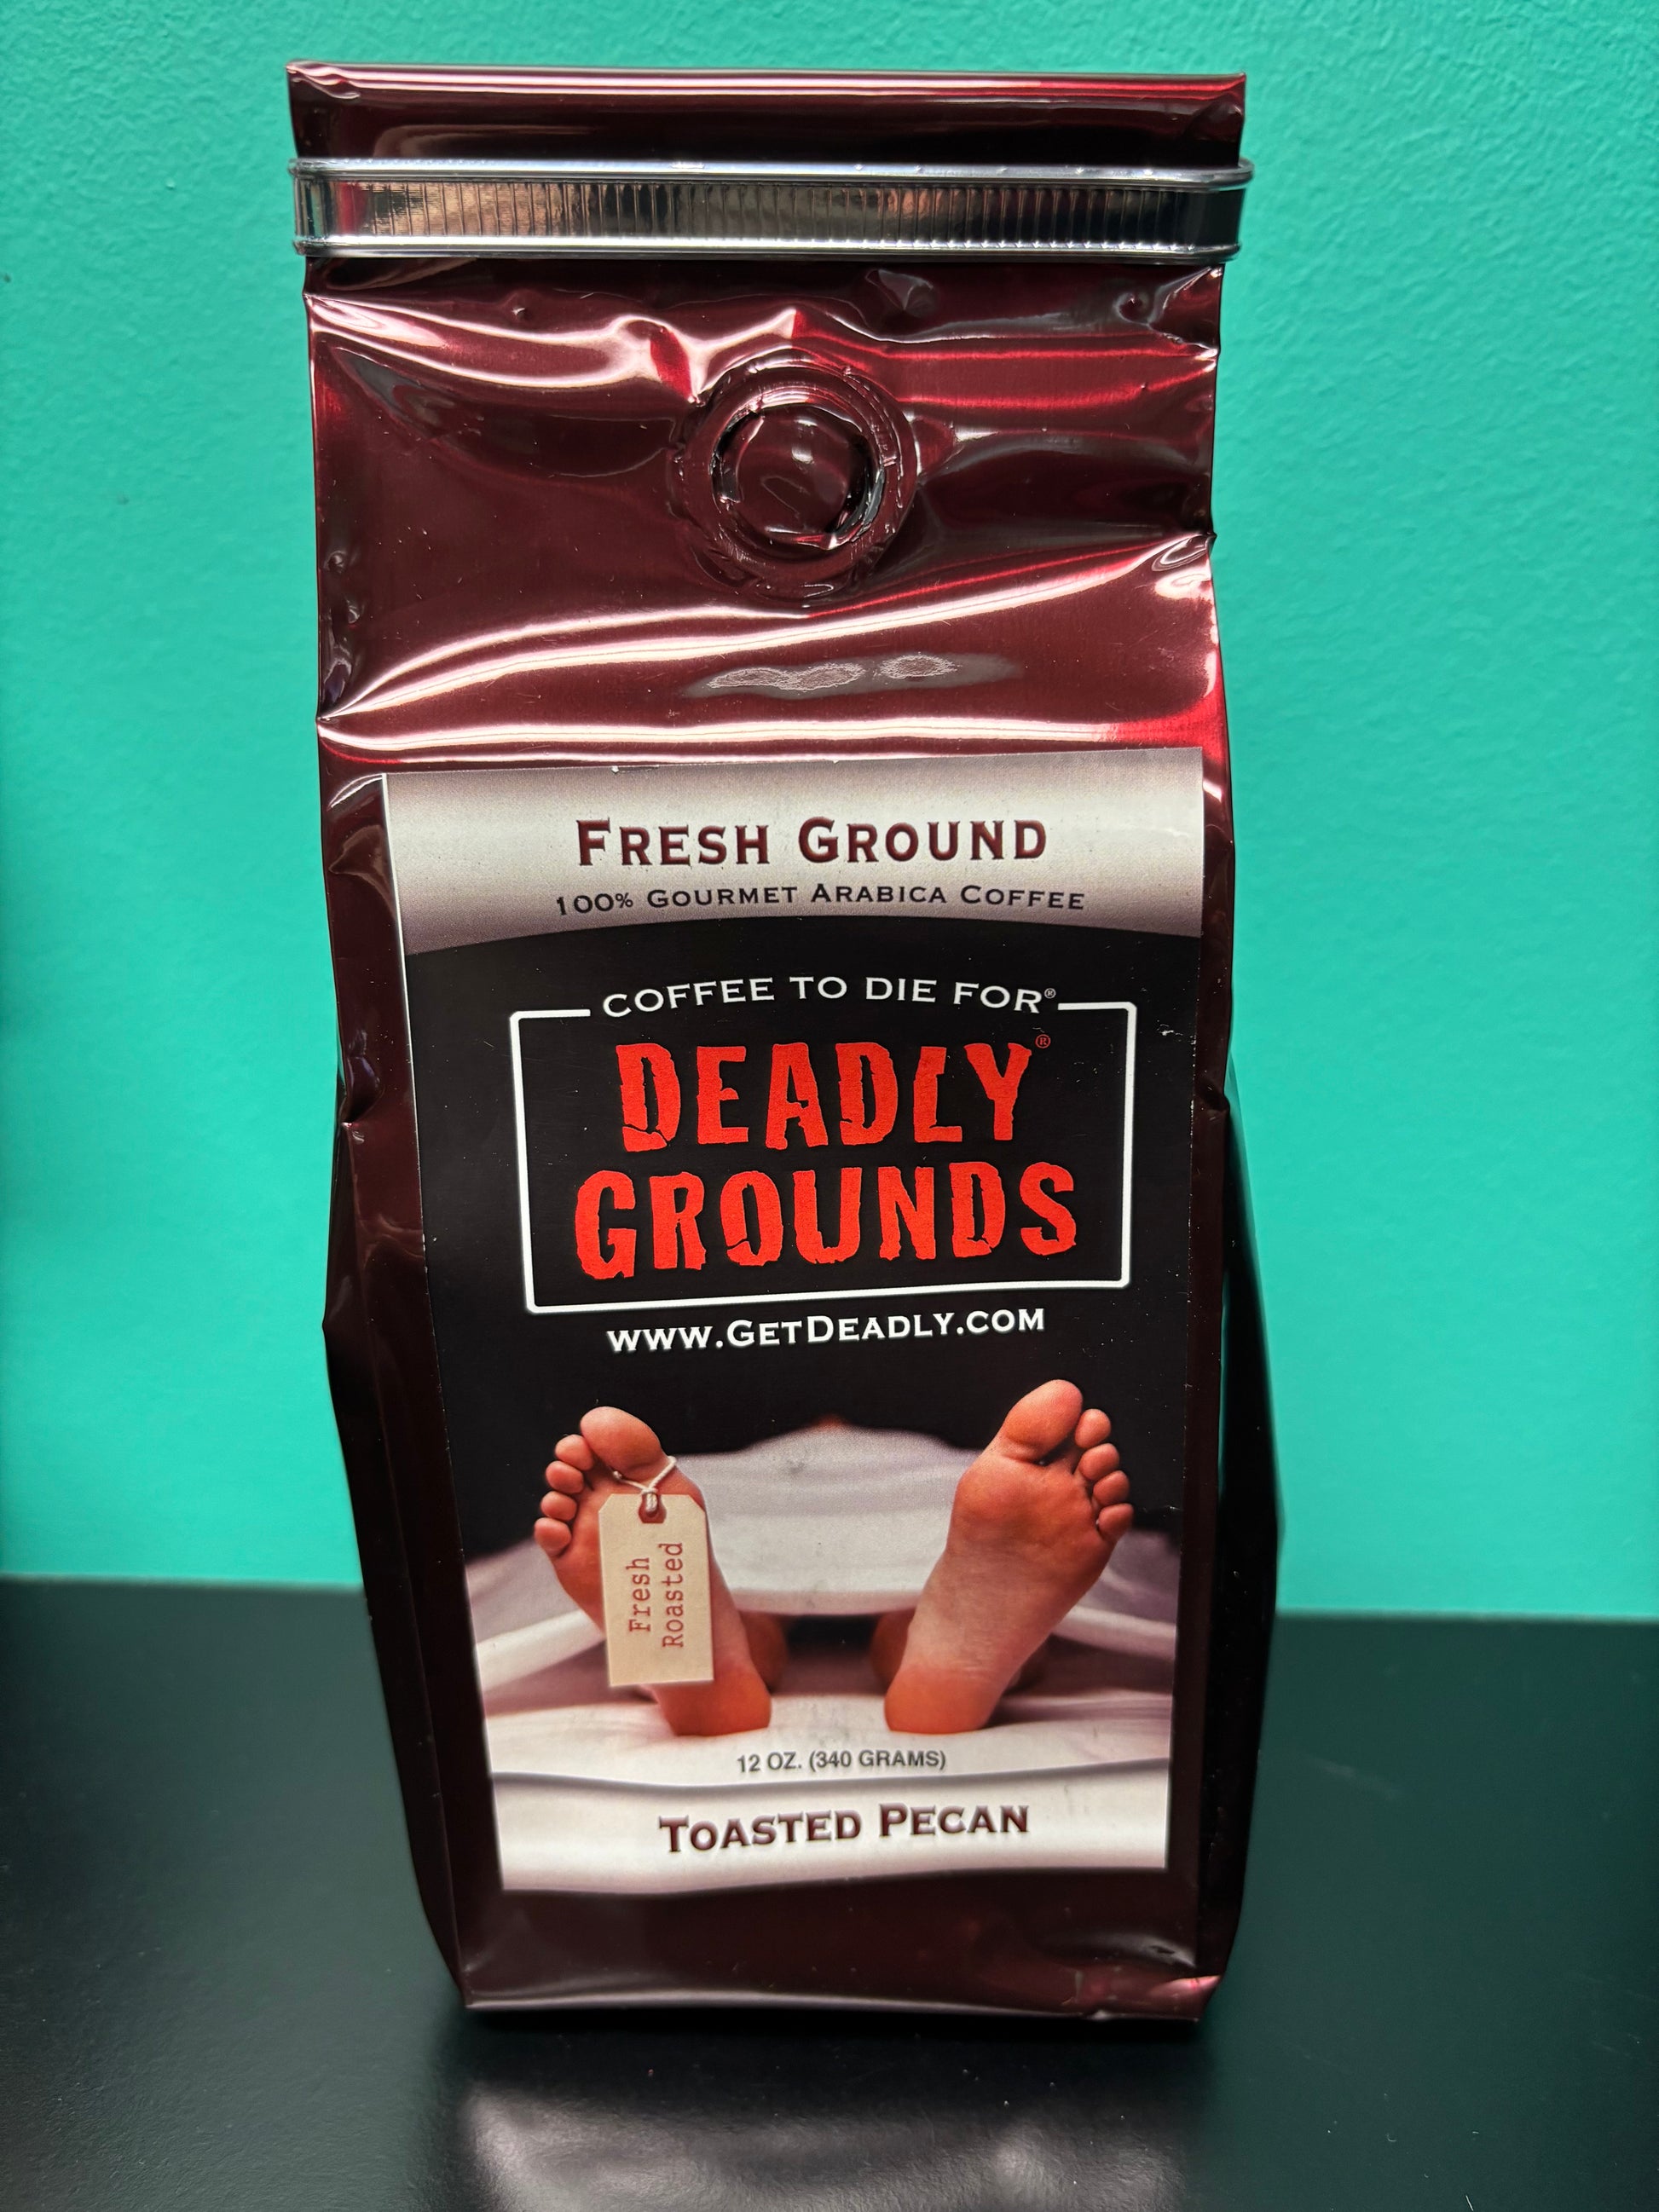 FRESH GROUND
100% GOURMET ARABICA COFFEE
COFFEE TO DIE FOR®
DEADLY®
GROUNDS
WWW.GETDEADLY.COM
Fresh
Roasted
12 OZ. (340 GRAMS)
TOASTED PECAN